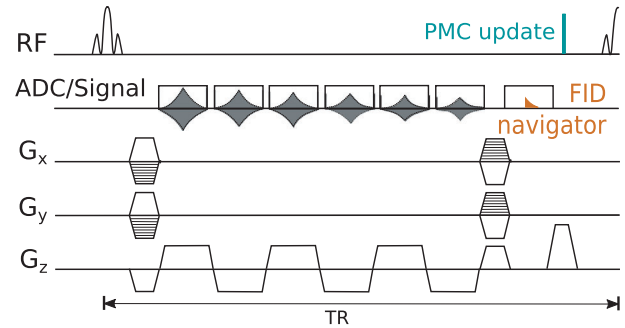 RF
PMC update
ADC/Signal
FID
navigator
Gx
Gy
Gz
TR